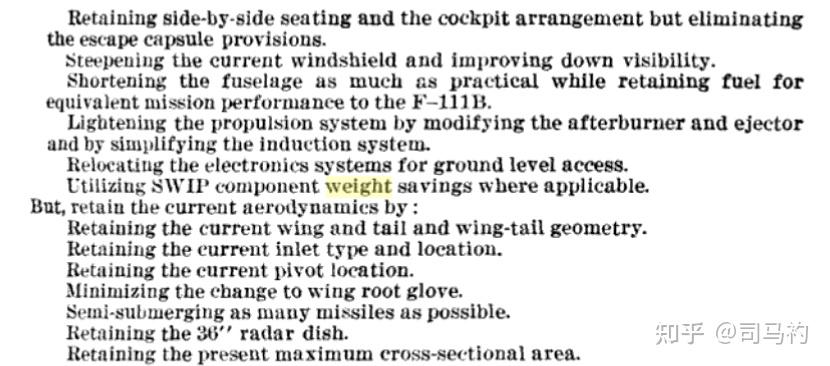 Retaining side-by-side seating and the cockpit arrangement but eliminating
the escape capsule provisions.
Steepening the current windshield and improving down visibility.
Shortening the fuselage as much as practical while retaining fuel for
equivalent mission performance to the F-111B.
Lightening the propulsion system by modifying the afterburner and ejector
and by simplifying the induction system.
Relocating the electronics systems for ground level access.
Utilizing SWIP component weight savings where applicable.
But, retain the current aerodynamics by :
Retaining the current wing and tail and wing-tail geometry.
Retaining the current inlet type and location.
Retaining the current pivot location.
Minimizing the change to wing root glove.
Semi-submerging as many missiles as possible.
Retaining the 36″ radar dish.
Retaining the present maximum cross-sectional area.
知乎 @司马杓